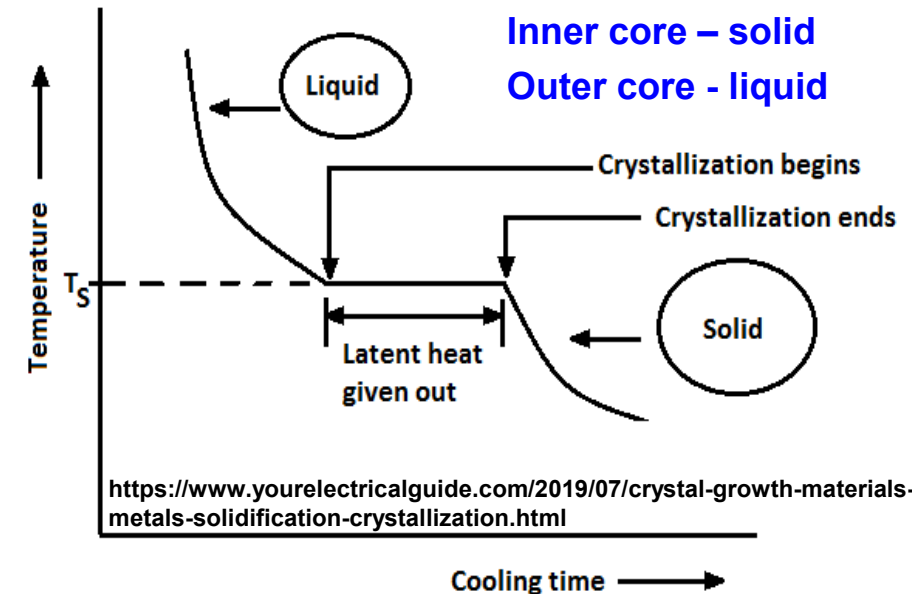 Inner core – solid
Outer core - liquid
Liquid
Crystallization begins
Crystallization ends
Temperature
TS
Solid
Latent heat
given out
https://www.yourelectricalguide.com/2019/07/crystal-growth-materials-
metals-solidification-crystallization.html
Cooling time